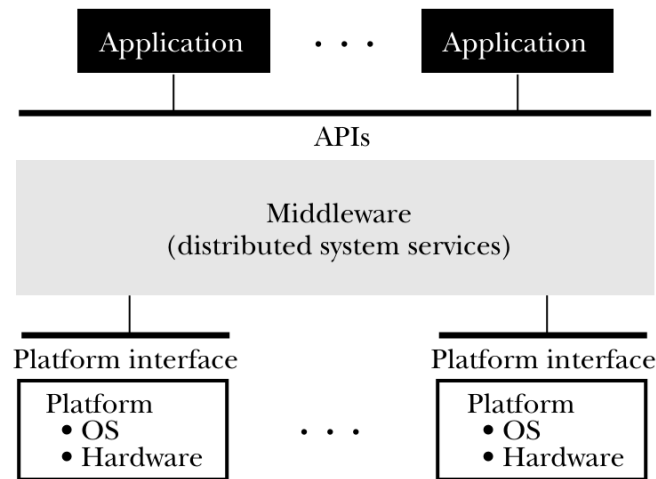 Application . . . Application
APIs
Middleware
(distributed system services)
Platform interface Platform interface
Platform Platform
• OS . . . • OS
• Hardware • Hardware